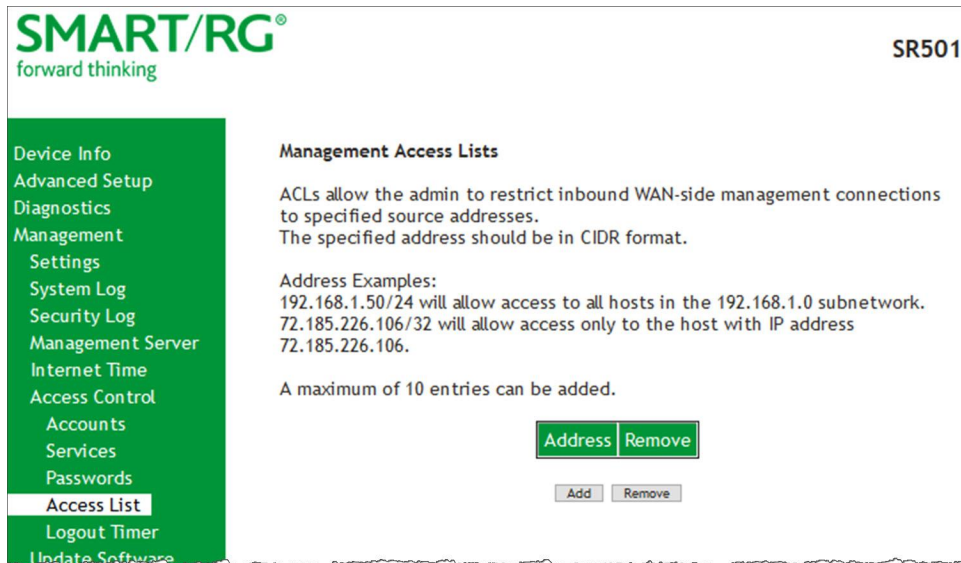 SMART/RG®
forward thinking
SR501
Device Info
Advanced Setup
Diagnostics
Management
Settings
System Log
Security Log
Management Server
Internet Time
Access Control
Accounts
Services
Passwords
Access List
Logout Timer
Update Software
Management Access Lists
ACLs allow the admin to restrict inbound WAN-side management connections
to specified source addresses.
The specified address should be in CIDR format.
Address Examples:
192.168.1.50/24 will allow access to all hosts in the 192.168.1.0 subnetwork.
72.185.226.106/32 will allow access only to the host with IP address
72.185.226.106.
A maximum of 10 entries can be added.
Address Remove
Add Remove